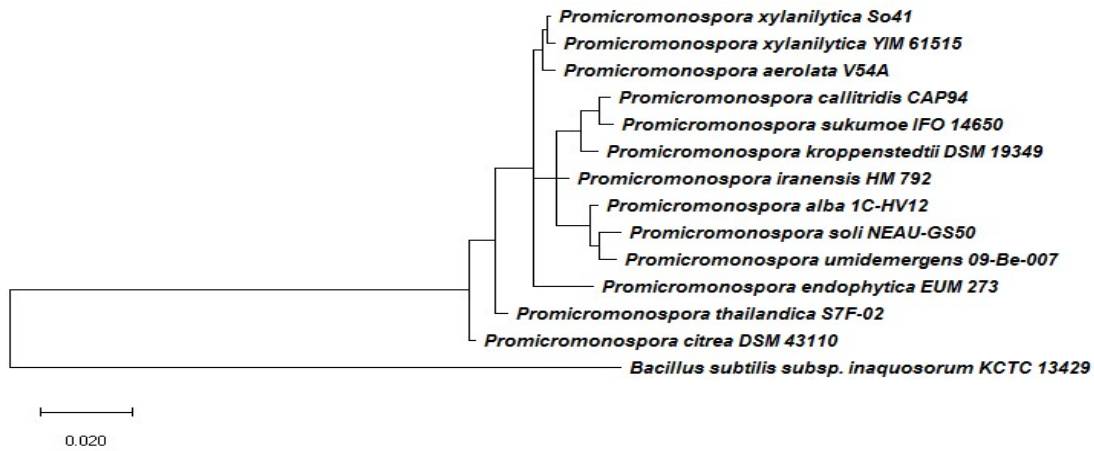 Promicromonospora xylanilytica So41
Promicromonospora xylanilytica YIM 61515
Promicromonospora aerolata V54A
Promicromonospora callitridis CAP94
Promicromonospora sukumoe IFO 14650
Promicromonospora kroppenstedtii DSM 19349
Promicromonospora iranensis HM 792
Promicromonospora alba 1C-HV12
Promicromonospora soli NEAU-GS50
Promicromonospora umidemergens 09-Be-007
Promicromonospora endophytica EUM 273
Promicromonospora thailandica S7F-02
Promicromonospora citrea DSM 43110
Bacillus subtilis subsp. inaquosorum KCTC 13429
0.020